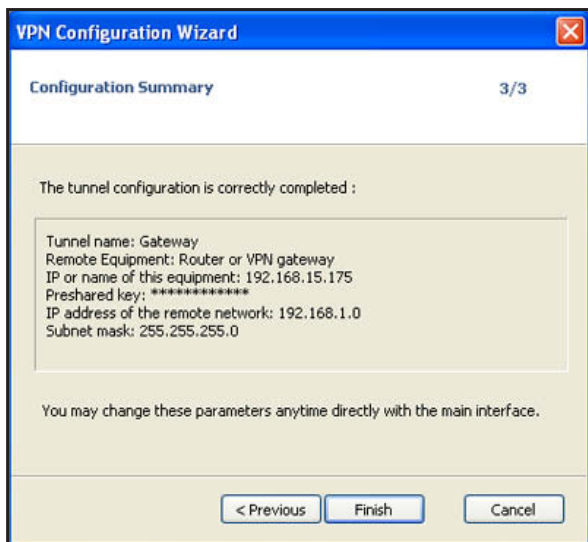 VPN Configuration Wizard
Configuration Summary 3/3
The tunnel configuration is correctly completed :
Tunnel name: Gateway
Remote Equipment: Router or VPN gateway
IP or name of this equipment: 192.168.15.175
Preshared key: ************
IP address of the remote network: 192.168.1.0
Subnet mask: 255.255.255.0
You may change these parameters anytime directly with the main interface.
< Previous Finish Cancel